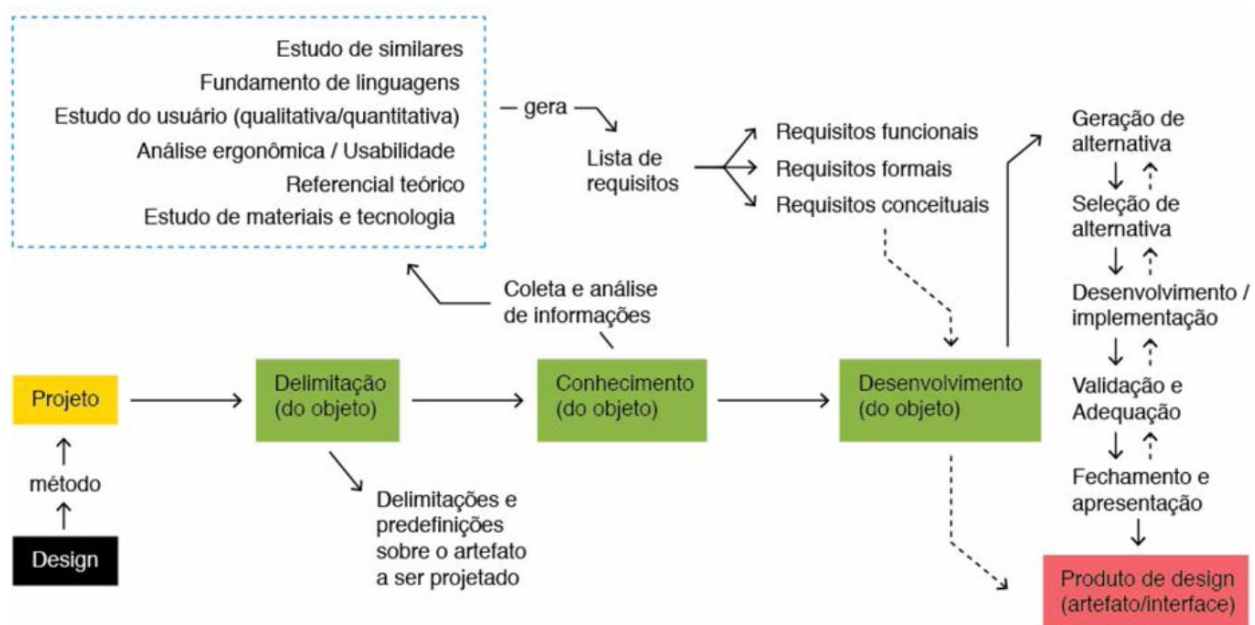 Estudo de similares
Fundamento de linguagens
Estudo do usuário (qualitativa/quantitativa)
Análise ergonômica / Usabilidade
Referencial teórico
Estudo de materiais e tecnologia
gera
Lista de
requisitos
Requisitos funcionais
Requisitos formais
Requisitos conceituais
Geração de
alternativa
Seleção de
alternativa
Desenvolvimento /
implementação
Validação e
Adequação
Fechamento e
apresentação
Coleta e análise
de informações
Projeto
Delimitação
(do objeto)
Conhecimento
(do objeto)
Desenvolvimento
(do objeto)
método
Design
Delimitações e
predefinições
sobre o artefato
a ser projetado
Produto de design
(artefato/interface)